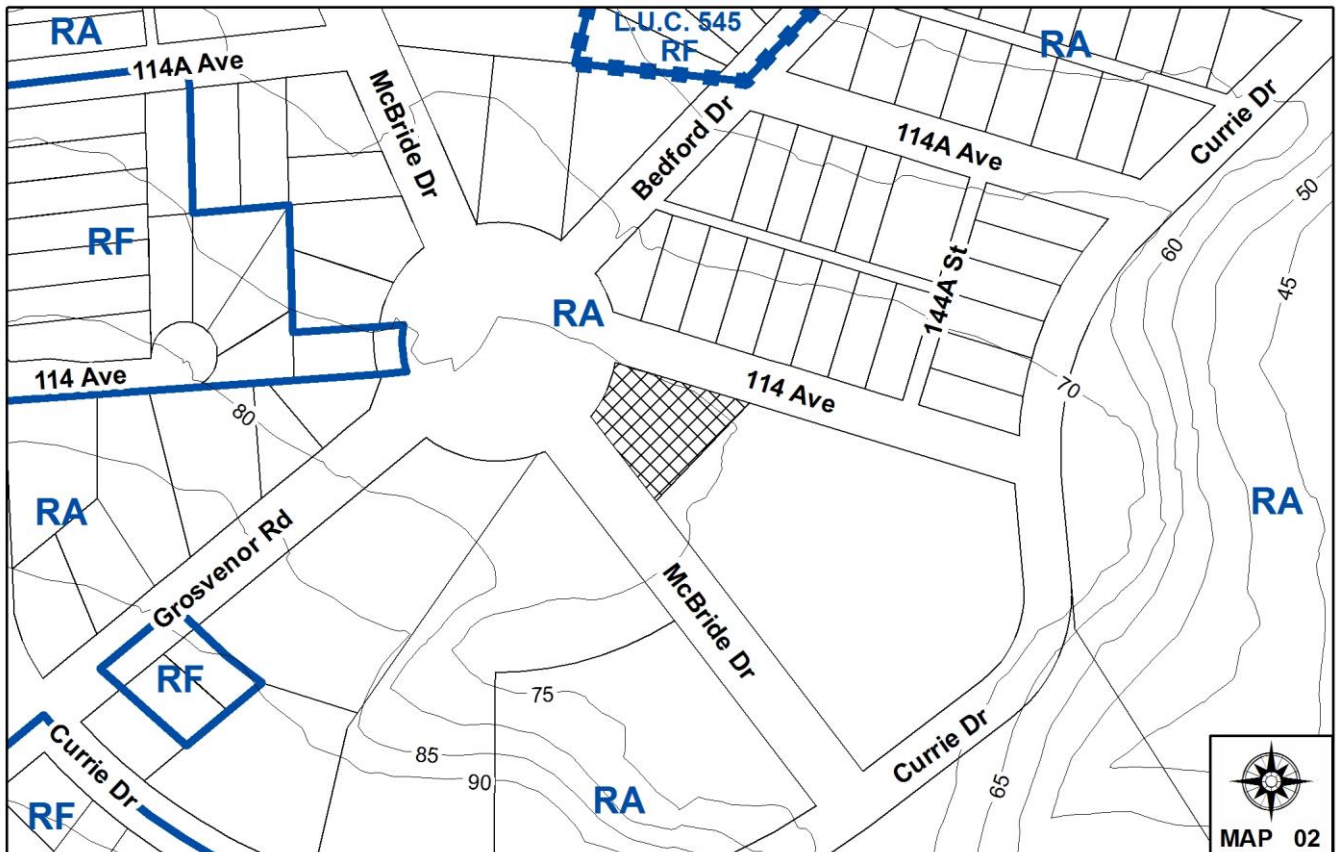 RA
L.U.C. 545
RF
RA
114A Ave
McBride Dr
Bedford Dr
114A Ave
Currie Dr
50
60
RF
45
144A St
RA
114 Ave
114 Ave
70
80
RA
RA
Grosvenor Rd
McBride Dr
RF
75
Currie Dr
85
90
Currie Dr
65
RA
RF
MAP 02